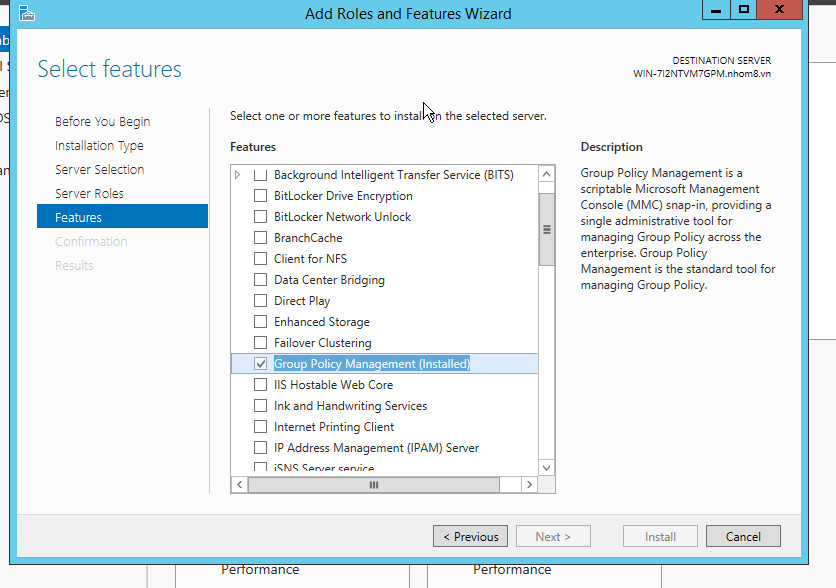 Add Roles and Features Wizard
Select features
DESTINATION SERVER
WIN-7I2NTVM7GPM.nhom8.vn
Before You Begin
Installation Type
Server Selection
Server Roles
Features
Confirmation
Results
Select one or more features to install on the selected server.
Features
Background Intelligent Transfer Service (BITS)
BitLocker Drive Encryption
BitLocker Network Unlock
BranchCache
Client for NFS
Data Center Bridging
Direct Play
Enhanced Storage
Failover Clustering
Group Policy Management (Installed)
IIS Hostable Web Core
Ink and Handwriting Services
Internet Printing Client
IP Address Management (IPAM) Server
iSNS Server service
Description
Group Policy Management is a
scriptable Microsoft Management
Console (MMC) snap-in, providing a
single administrative tool for
managing Group Policy across the
enterprise. Group Policy
Management is the standard tool for
managing Group Policy.
< Previous
Next >
Install
Cancel
Performance
Performance